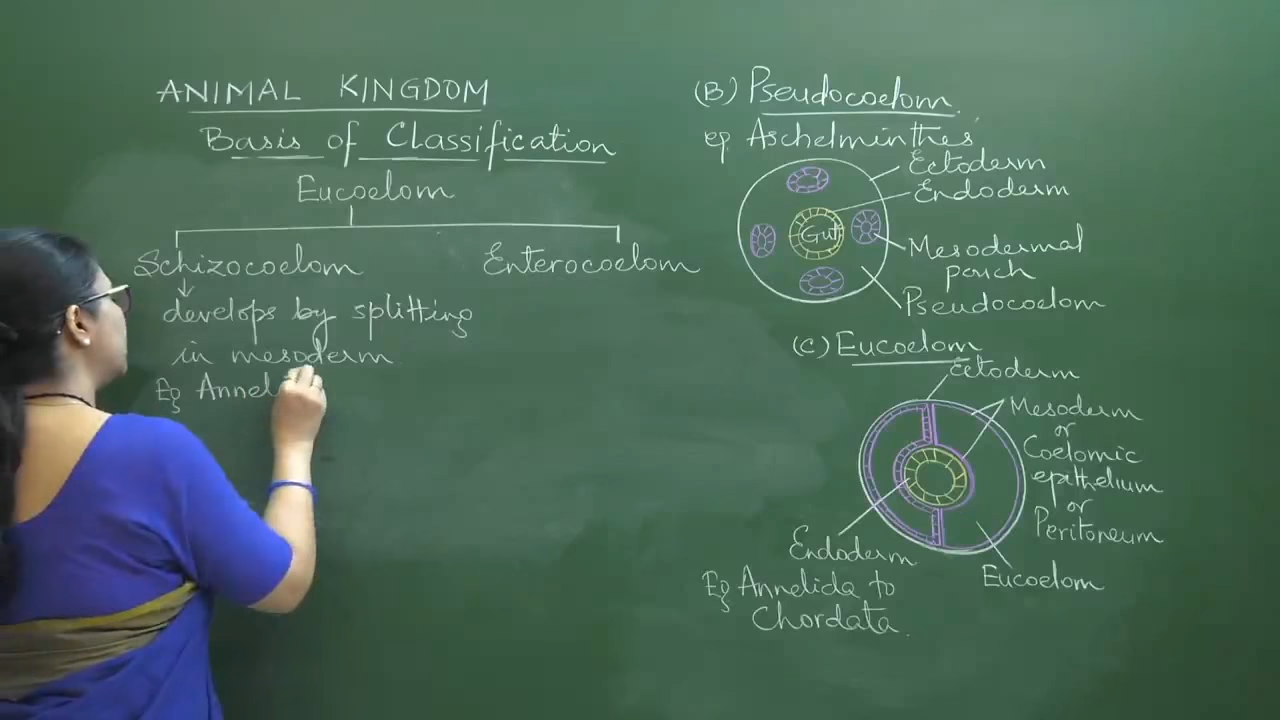 ANIMAL KINGDOM
Basis of Classification
Eucoelom
Schizocoelom
Enterocoelom
develops by splitting
in mesoderm
Eg Annel
(B) Pseudocoelom.
eg Aschelminthes
Ectoderm
Endoderm
Gut
Mesodermal
porch
Pseudocoelom
(C) Eucoelom
Ectoderm
Mesoderm
or
Coelomic
epithelium
or
Peritoneum
Endoderm
Eucoelom
Eg Annelida to
Chordata.